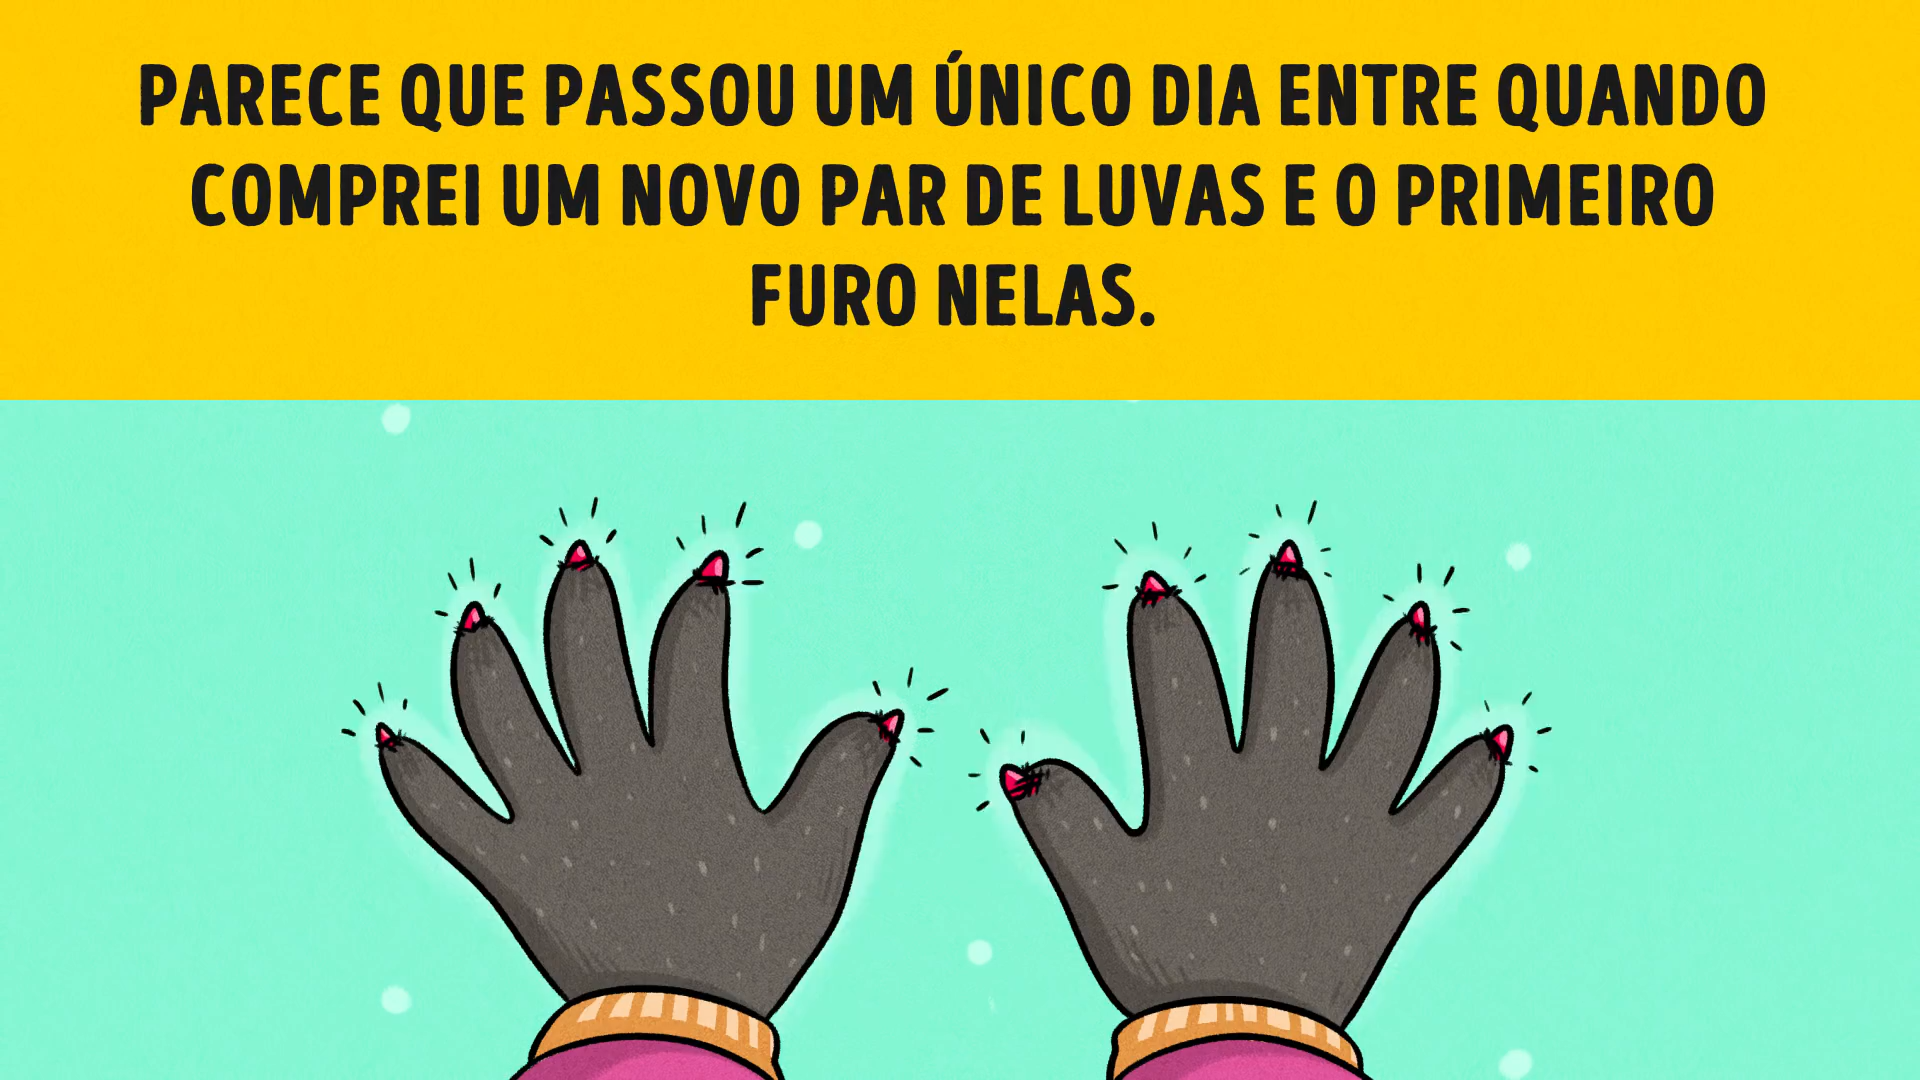 PARECE QUE PASSOU UM ÚNICO DIA ENTRE QUANDO
COMPREI UM NOVO PAR DE LUVAS E O PRIMEIRO
FURO NELAS.